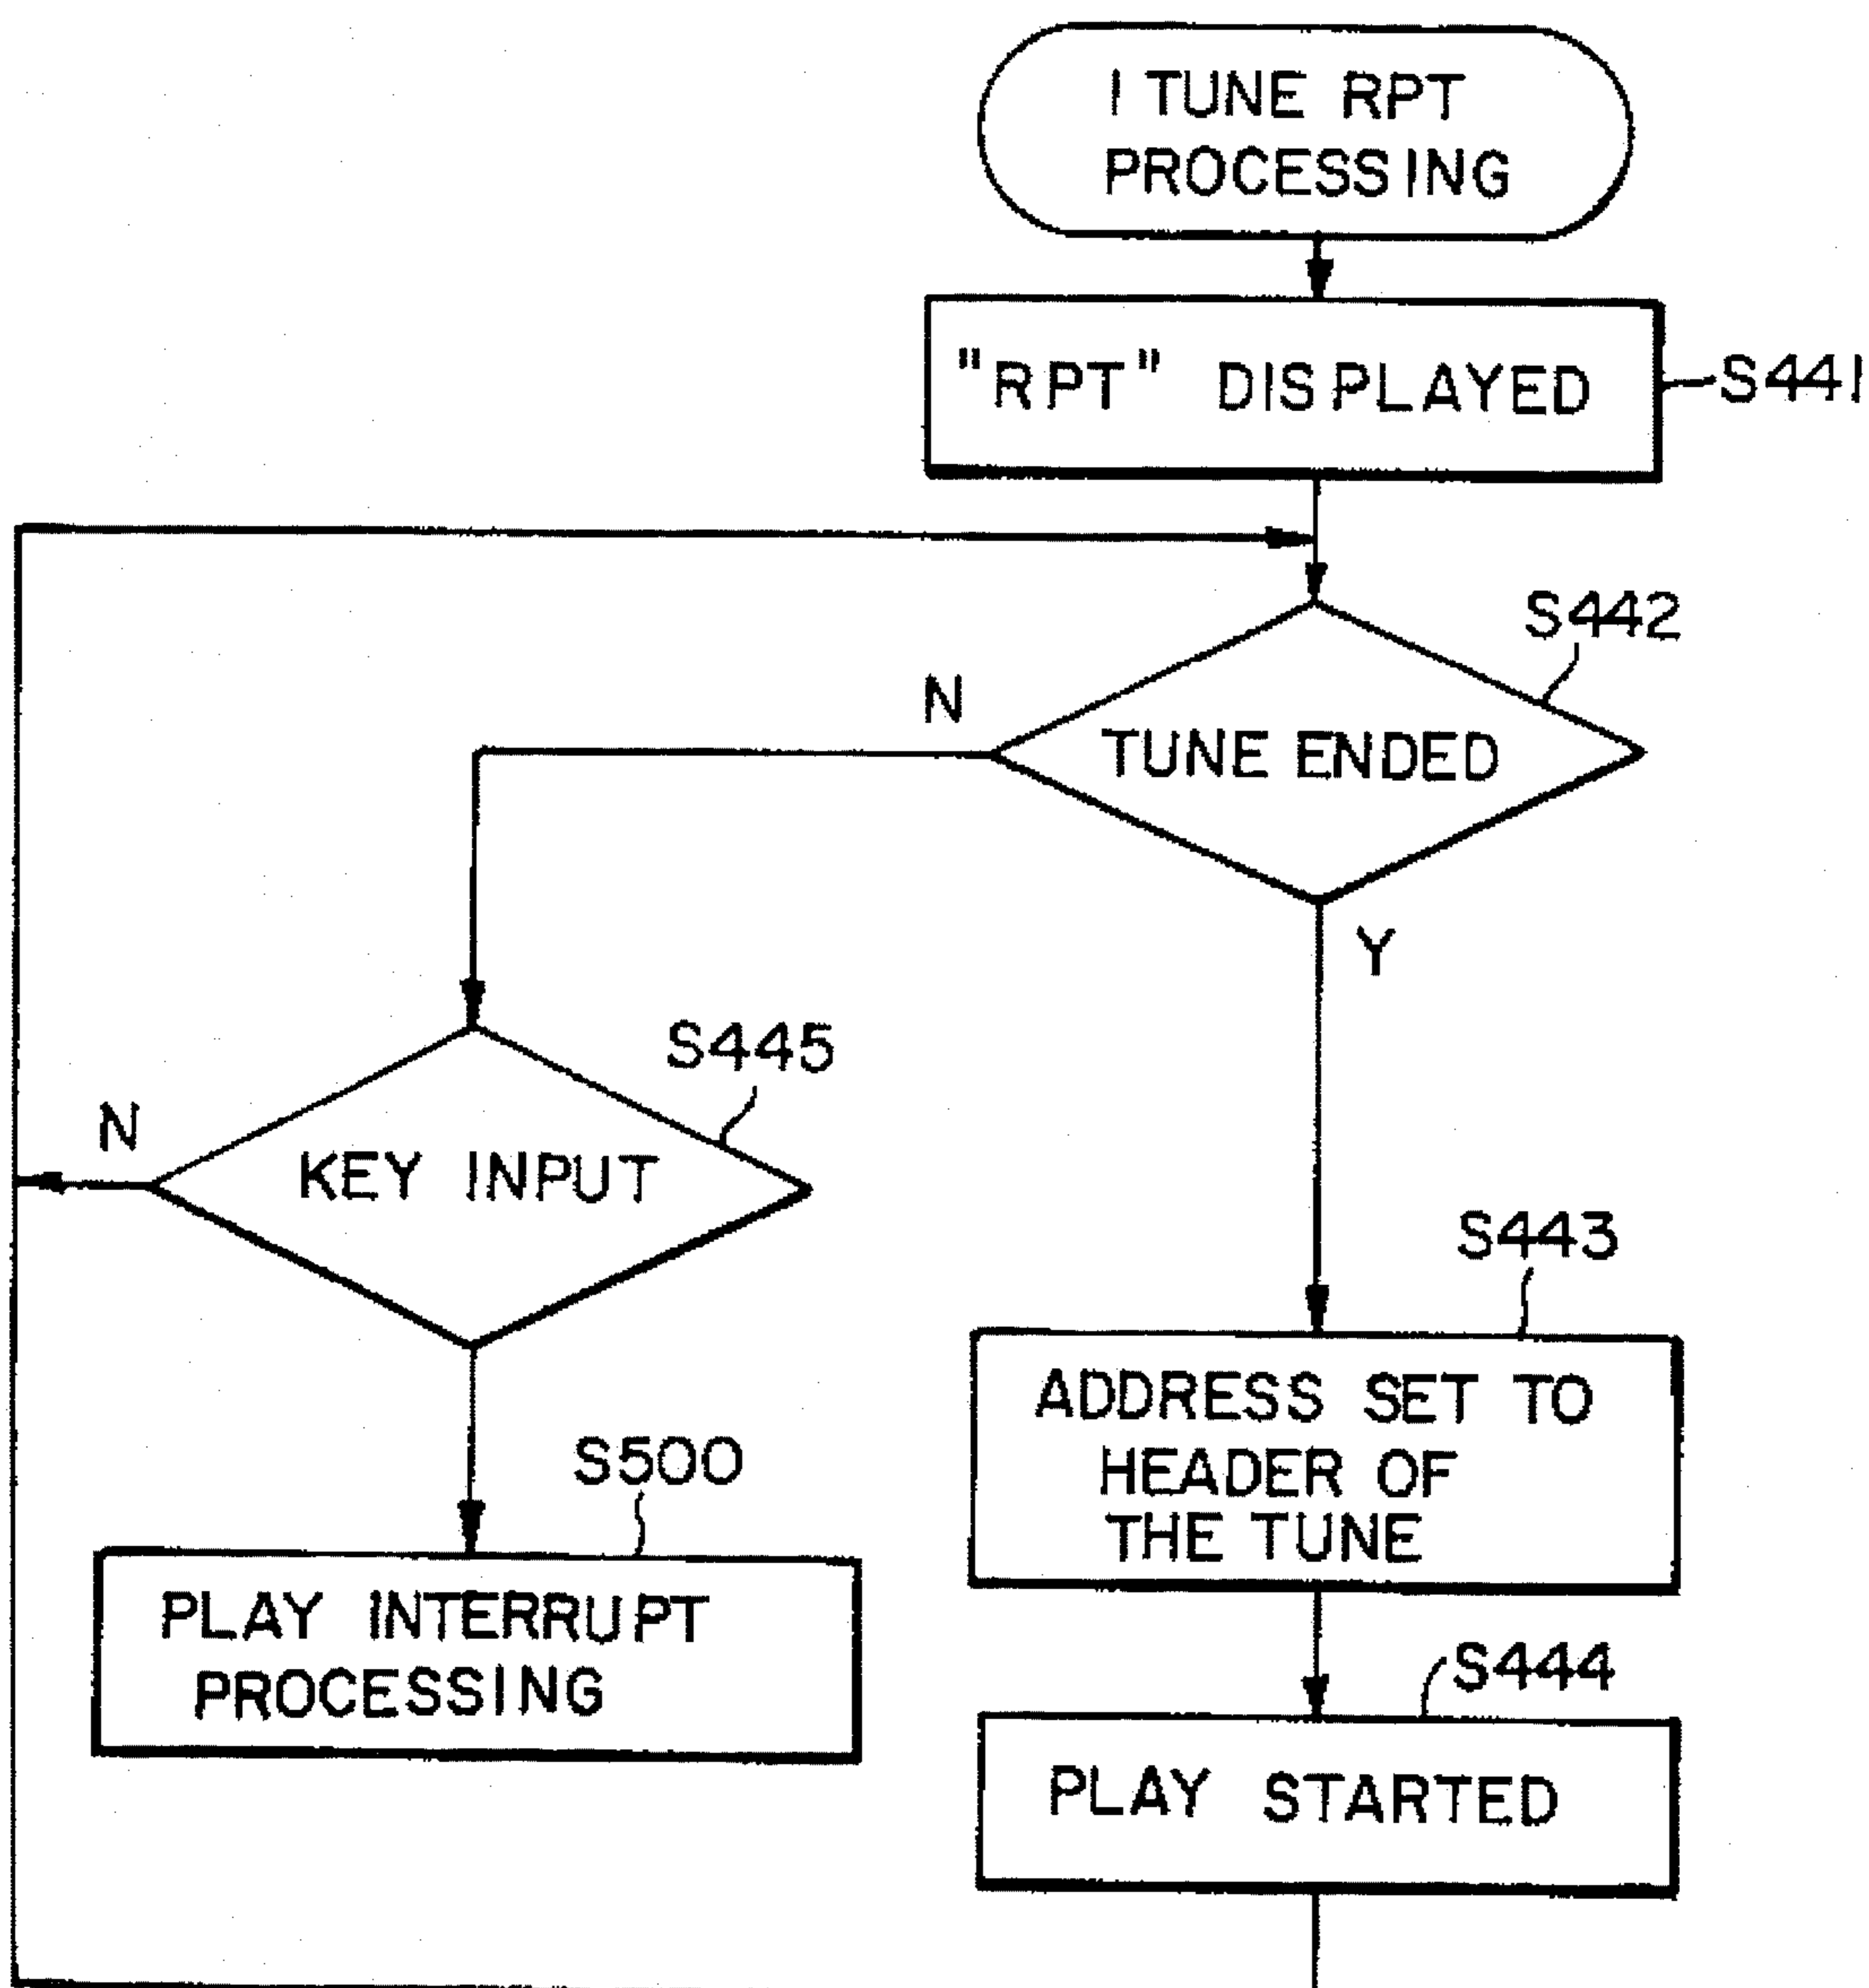 1 TUNE RPT
PROCESSING
"RPT" DISPLAYED
S441
S442
N
TUNE ENDED
Y
S445
N
KEY INPUT
S443
ADDRESS SET TO
HEADER OF
THE TUNE
S500
PLAY INTERRUPT
PROCESSING
S444
PLAY STARTED